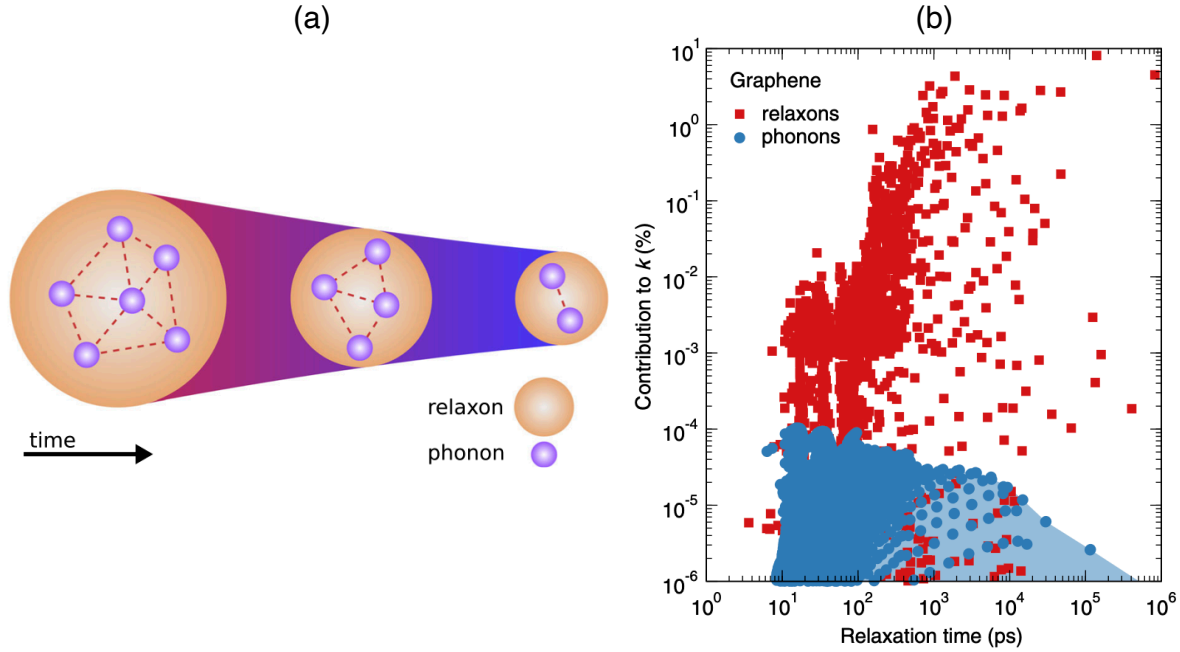 (a)
relaxon
phonon
time
(b)
Graphene
relaxons
phonons
Contribution to k (%)
10^1
10^0
10^-1
10^-2
10^-3
10^-4
10^-5
10^-6
10^0 10^1 10^2 10^3 10^4 10^5 10^6
Relaxation time (ps)